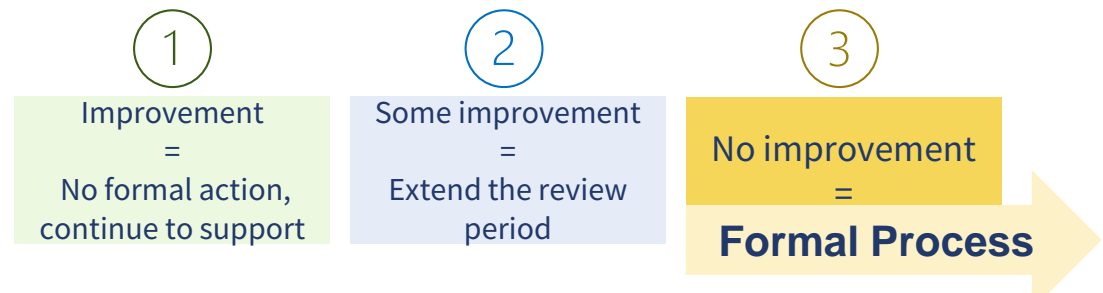 1
Improvement
=
No formal action,
continue to support
2
Some improvement
=
Extend the review
period
3
No improvement
=
Formal Process